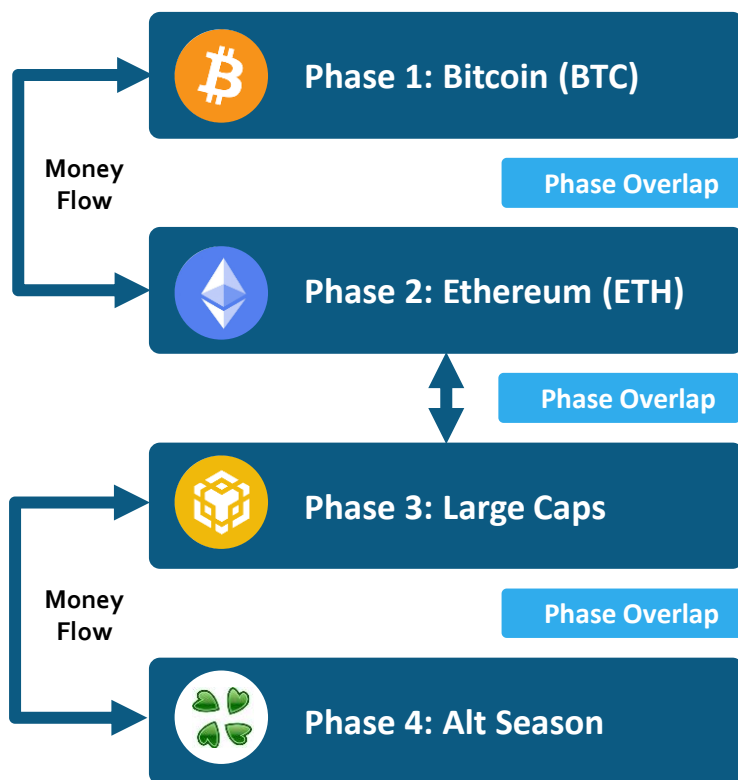 Phase 1: Bitcoin (BTC)
Money
Flow
Phase Overlap
Phase 2: Ethereum (ETH)
Phase Overlap
Phase 3: Large Caps
Money
Flow
Phase Overlap
Phase 4: Alt Season